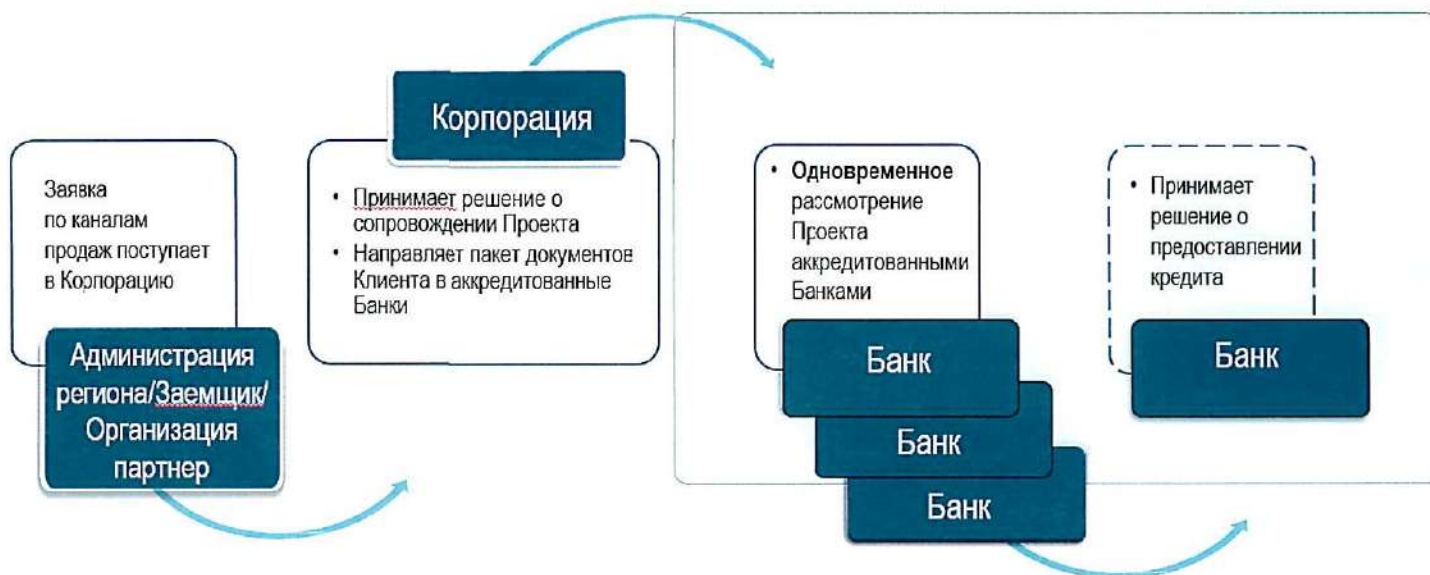 Заявка
по каналам
продаж поступает
в Корпорацию
Администрация
региона/Заемщик/
Организация
партнер
Корпорация
• Принимает решение о
сопровождении Проекта
• Направляет пакет документов
Клиента в аккредитованные
Банки
• Одновременное
рассмотрение
Проекта
аккредитованными
Банками
Банк
Банк
Банк
• Принимает
решение о
предоставлении
кредита
Банк